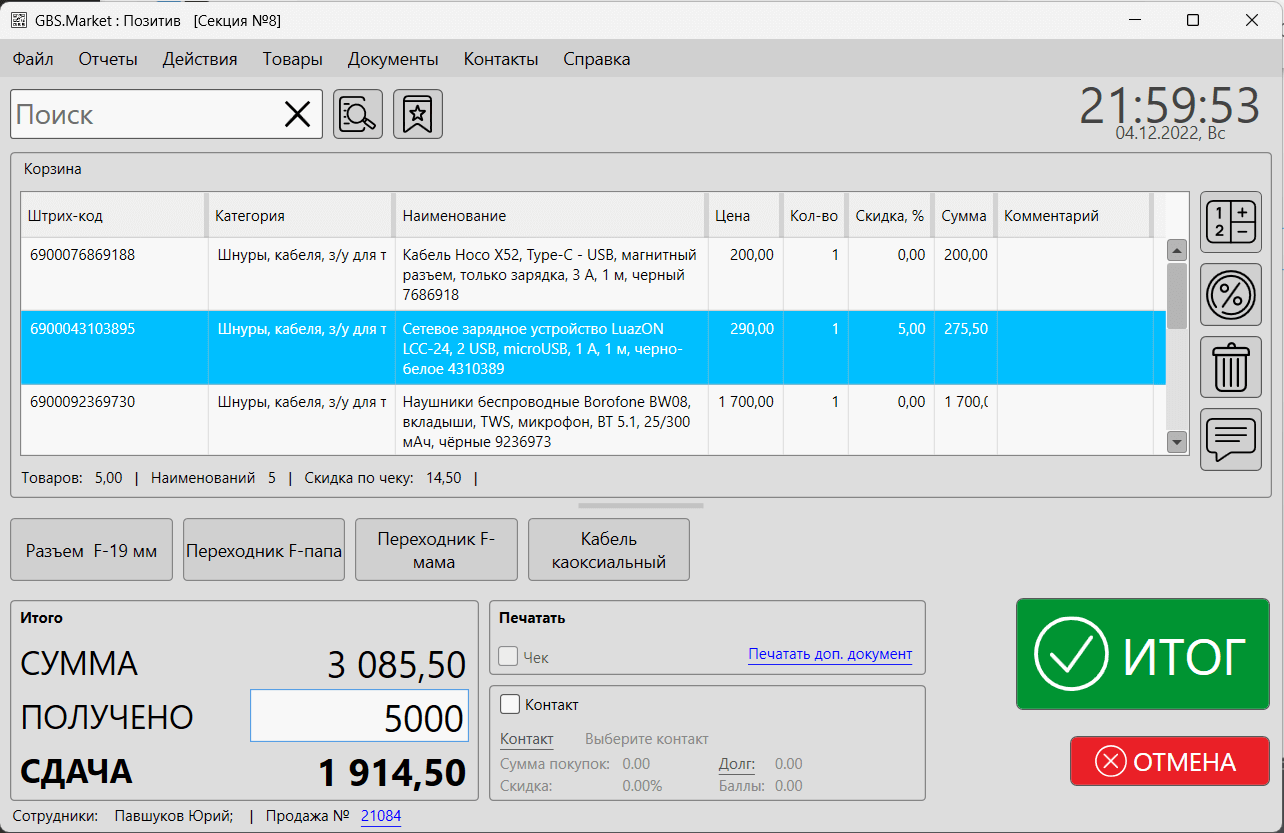 GBS.Market : Позитив [Секция №8]
Файл Отчеты Действия Товары Документы Контакты Справка
Поиск
21:59:53
04.12.2022, Вс
Корзина
Штрих-код Категория Наименование Цена Кол-во Скидка, % Сумма Комментарий
6900076869188 Шнуры, кабеля, з/у для т Кабель Hoco X52, Type-C - USB, магнитный 200,00 1 0,00 200,00
разъем, только зарядка, 3 А, 1 м, черный
7686918
6900043103895 Шнуры, кабеля, з/у для т Сетевое зарядное устройство LuazON 290,00 1 5,00 275,50
LCC-24, 2 USB, microUSB, 1 А, 1 м, черно-
белое 4310389
6900092369730 Шнуры, кабеля, з/у для т Наушники беспроводные Borofone BW08, 1 700,00 1 0,00 1 700,0
вкладыши, TWS, микрофон, BT 5.1, 25/300
мАч, чёрные 9236973
1 + 2 −
%
Товаров: 5,00 | Наименований 5 | Скидка по чеку: 14,50 |
Разъем F-19 мм
Переходник F-папа
Переходник F-
мама
Кабель
каоксиальный
Итого
СУММА 3 085,50
ПОЛУЧЕНО 5000
СДАЧА 1 914,50
Печатать
Чек Печатать доп. документ
Контакт
Контакт Выберите контакт
Сумма покупок: 0.00 Долг: 0.00
Скидка: 0.00% Баллы: 0.00
ИТОГ
ОТМЕНА
Сотрудники: Павшуков Юрий; | Продажа № 21084